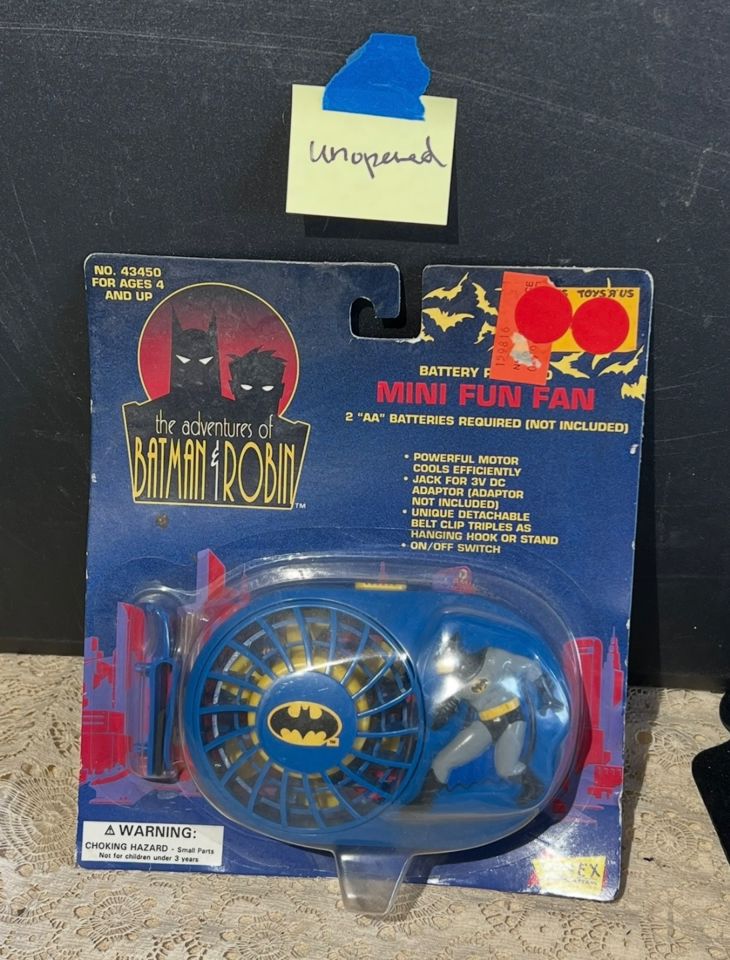 unopened
NO. 43450
FOR AGES 4
AND UP
the adventures of
BATMAN & ROBIN
TM
TOYS R US
BATTERY
MINI FUN FAN
2 "AA" BATTERIES REQUIRED (NOT INCLUDED)
• POWERFUL MOTOR
COOLS EFFICIENTLY
• JACK FOR 3V DC
ADAPTOR (ADAPTOR
NOT INCLUDED)
• UNIQUE DETACHABLE
BELT CLIP TRIPLES AS
HANGING HOOK OR STAND
• ON/OFF SWITCH
TM
⚠ WARNING:
CHOKING HAZARD - Small Parts
Not for children under 3 years